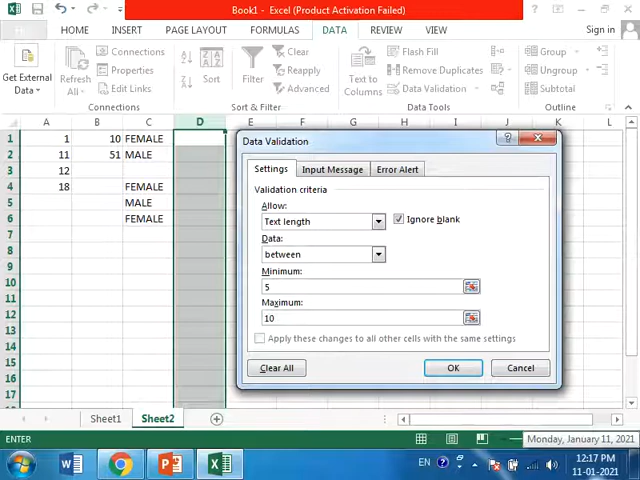 Book1 - Excel (Product Activation Failed)
HOME INSERT PAGE LAYOUT FORMULAS DATA REVIEW VIEW Sign in
Get External Data
Refresh All
Connections
Properties
Edit Links
Connections
Sort
Filter
Clear
Reapply
Advanced
Sort & Filter
Text to Columns
Flash Fill
Remove Duplicates
Data Validation
Data Tools
Group
Ungroup
Subtotal
Outline
A B C D E F G H I J K L
1 1 10 FEMALE
2 11 51 MALE
3 12
4 18 FEMALE
5 MALE
6 FEMALE
7
8
9
10
11
12
13
14
15
16
Data Validation
Settings Input Message Error Alert
Validation criteria
Allow:
Text length
Ignore blank
Data:
between
Minimum:
5
Maximum:
10
Apply these changes to all other cells with the same settings
Clear All OK Cancel
Sheet1 Sheet2
ENTER
Monday, January 11, 2021
EN
12:17 PM
11-01-2021